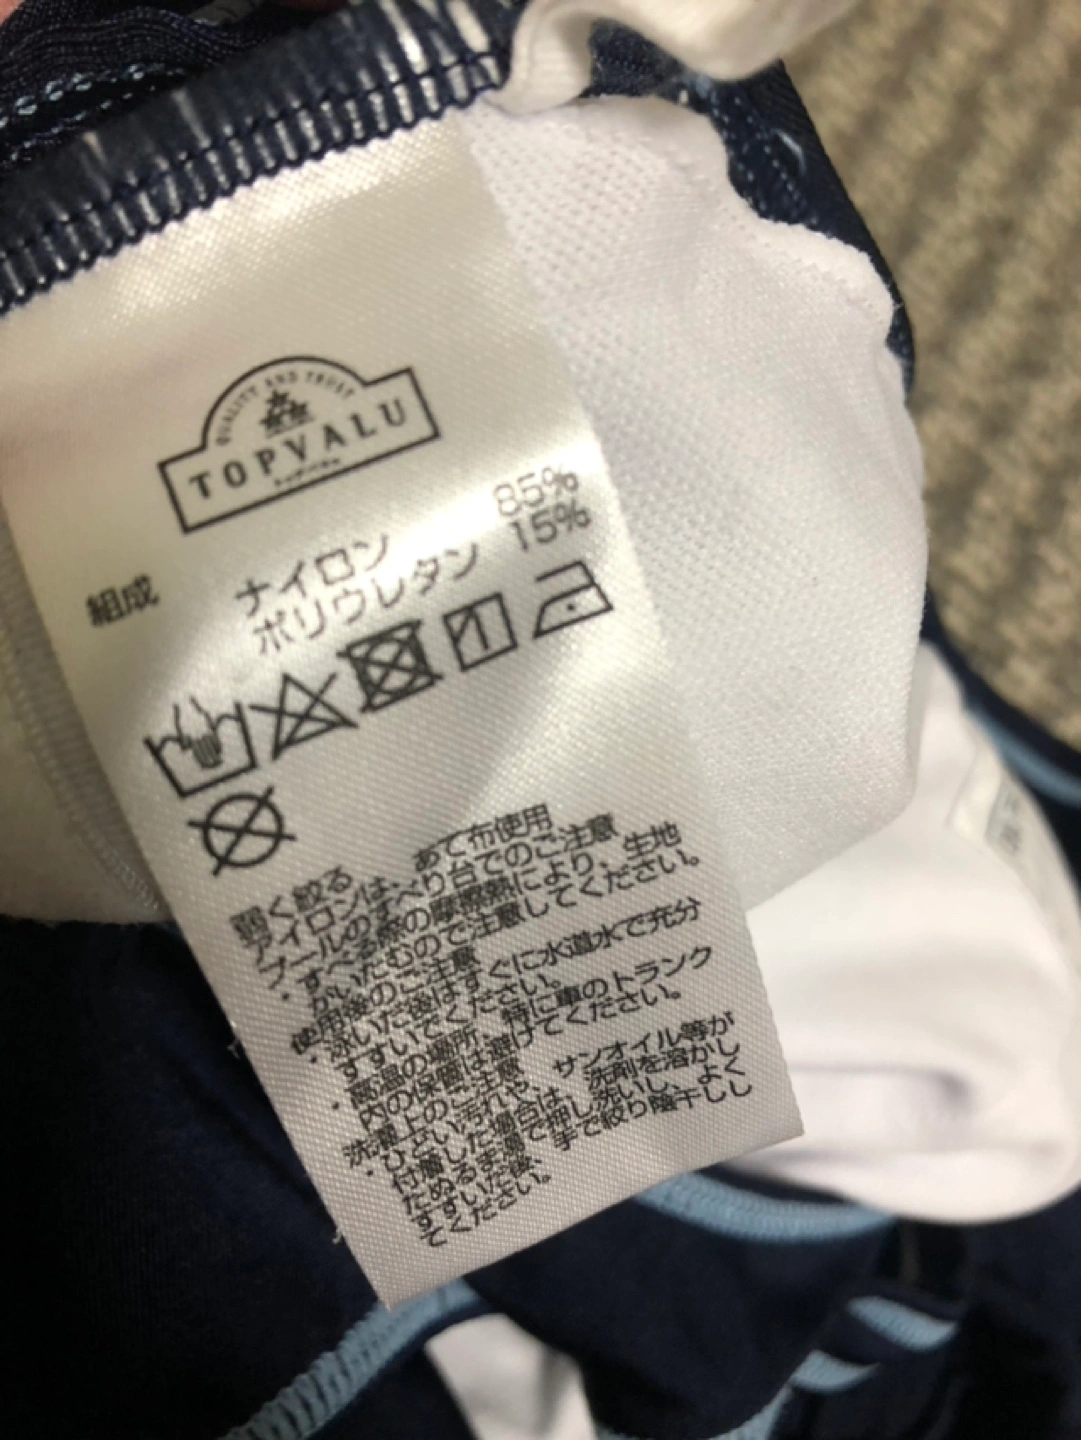 QUALITY AND TRUST
TOPVALU
組成
ナイロン 85%
ポリウレタン 15%
弱く絞る
アイロンは、あて布使用
プールのすべり台でのご注意
・すべる際の摩擦熱により、生地
がいたむので注意してください。
使用後のご注意
・泳いだ後はすぐに水道水で充分
すすいでください。
・高温の場所、特に車のトランク
内の保管は避けてください。
洗濯上のご注意
・ひどい汚れや、サンオイル等が
付着した場合は、洗剤を溶かし
たぬるま湯で押し洗いし、よく
すすいだ後、手で絞り陰干しし
てください。